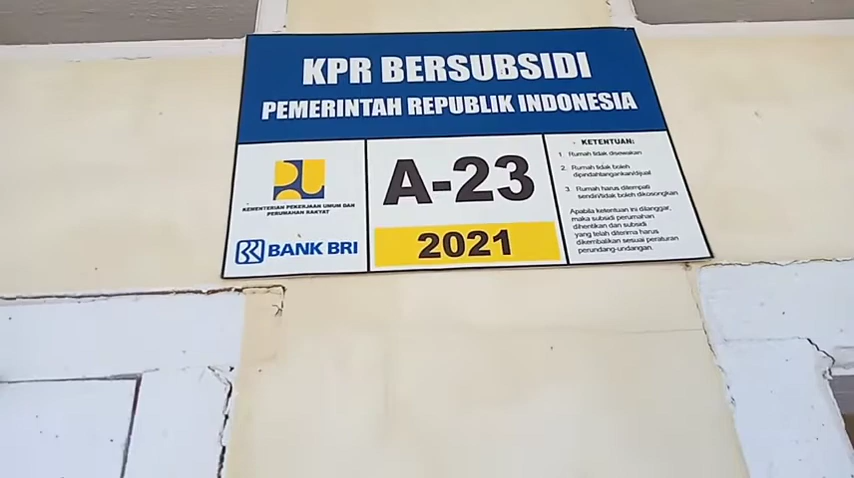 KPR BERSUBSIDI
PEMERINTAH REPUBLIK INDONESIA
KEMENTERIAN PEKERJAAN UMUM DAN
PERUMAHAN RAKYAT
BANK BRI
A-23
2021
KETENTUAN:
1. Rumah tidak disewakan
2. Rumah tidak boleh
dipindahtangankan/dijual
3. Rumah harus ditempati
sendiri/tidak boleh dikosongkan
Apabila ketentuan ini dilanggar,
maka subsidi perumahan
dihentikan dan subsidi
yang telah diterima harus
dikembalikan sesuai peraturan
perundang-undangan.